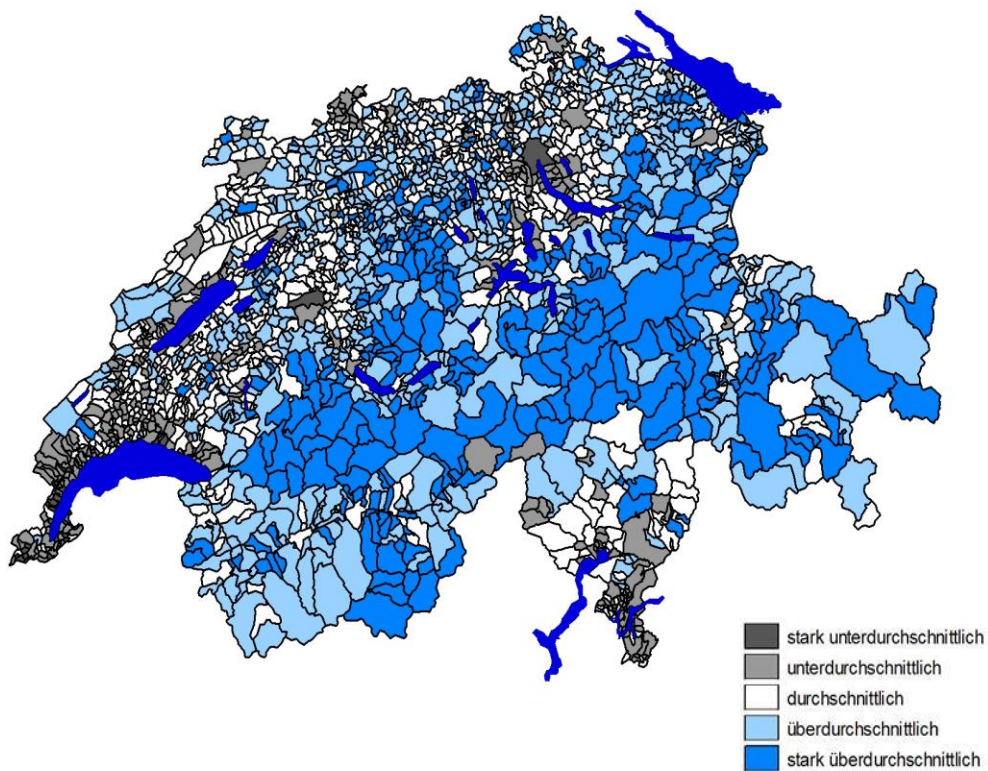 stark unterdurchschnittlich
unterdurchschnittlich
durchschnittlich
überdurchschnittlich
stark überdurchschnittlich